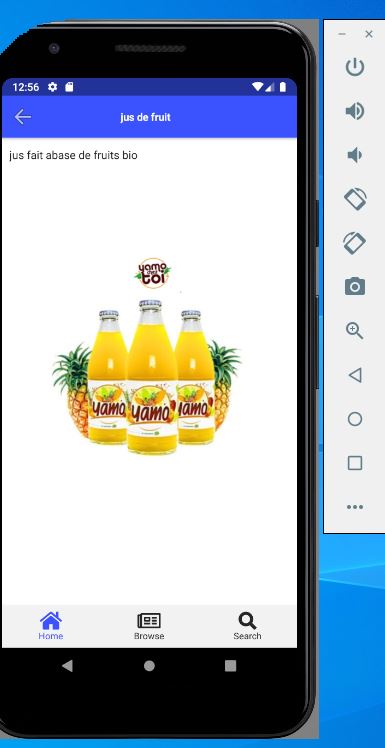 12:56
jus de fruit
jus fait abase de fruits bio
yamo
chez
toi
yamo
yamo
yamo
Home
Browse
Search